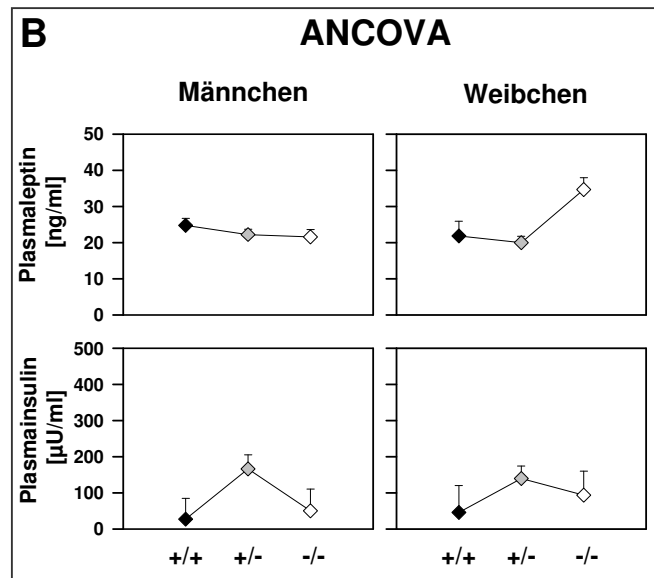 B ANCOVA
Männchen Weibchen
Plasmaleptin
[ng/ml]
50
40
30
20
10
0
Plasmainsulin
[µU/ml]
500
400
300
200
100
0
+/+ +/- -/- +/+ +/- -/-